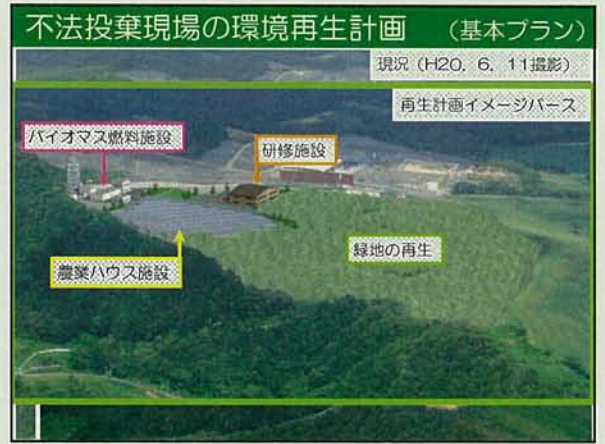 不法投棄現場の環境再生計画 (基本プラン)
現況(H20. 6. 11撮影)
再生計画イメージパース
バイオマス燃料施設
研修施設
緑地の再生
農業ハウス施設